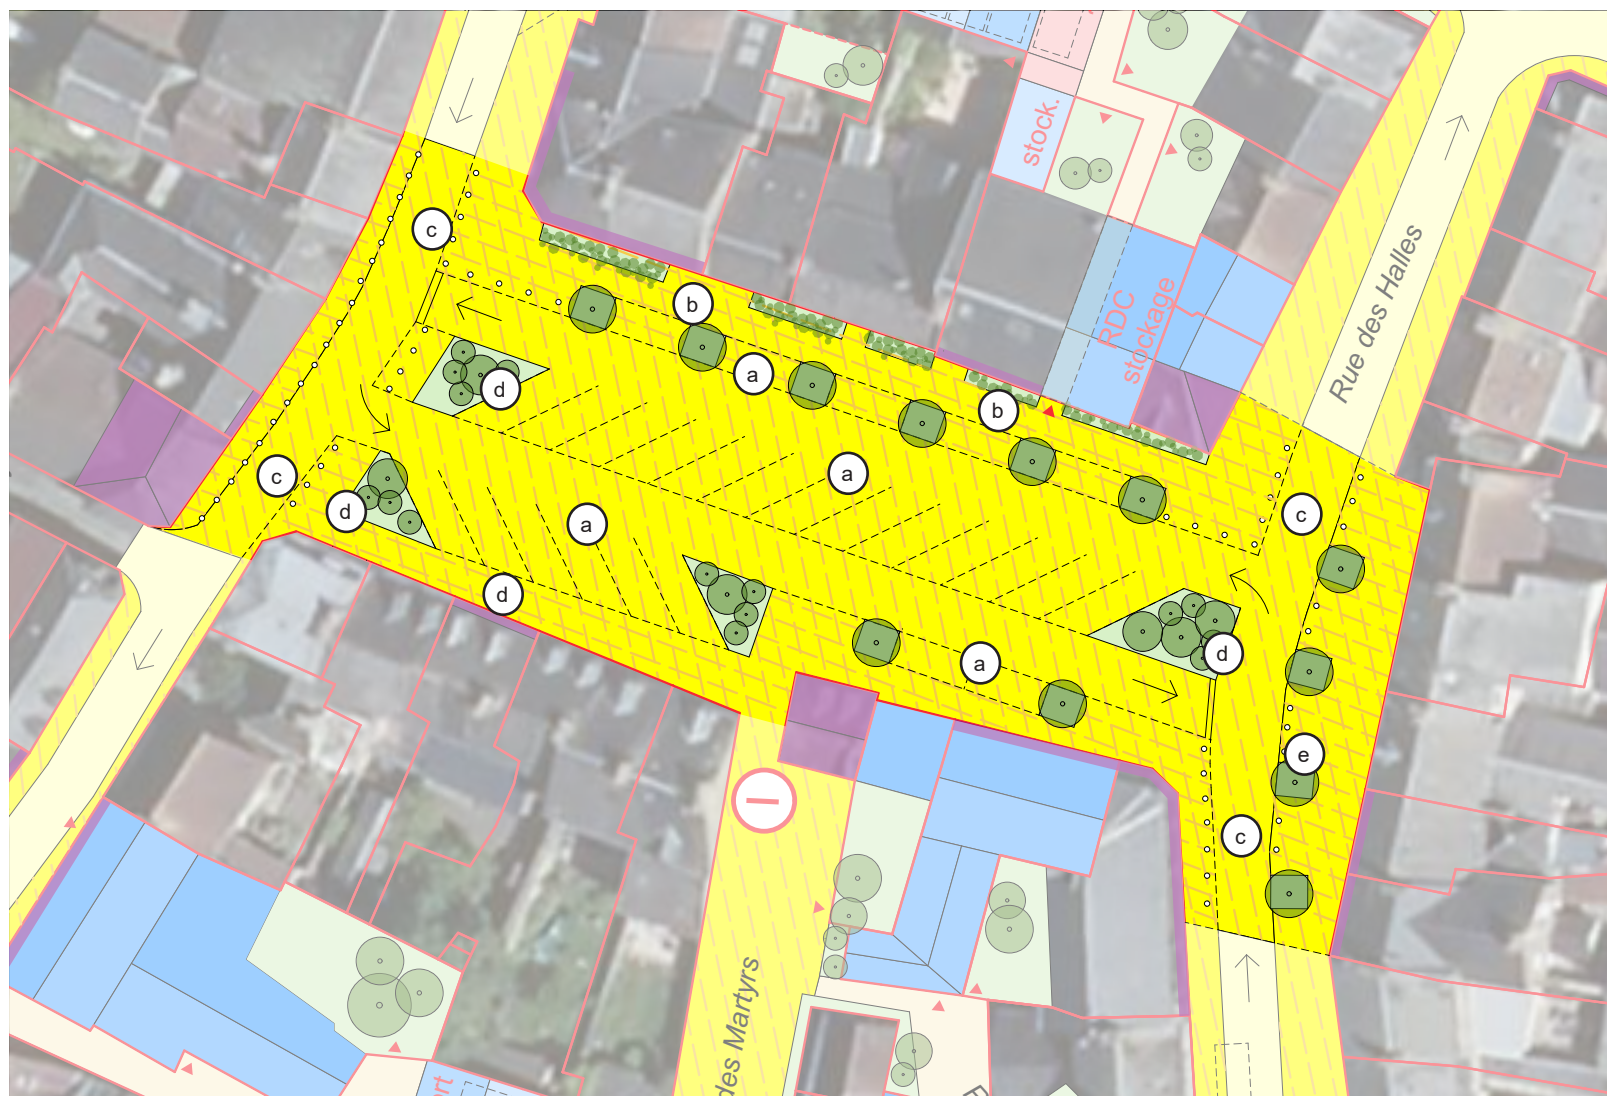 stock.
Rue des Halles
RDC
stockage
c
b
a
d
b
c
a
d
a
c
d
a
d
e
c
des Martyrs